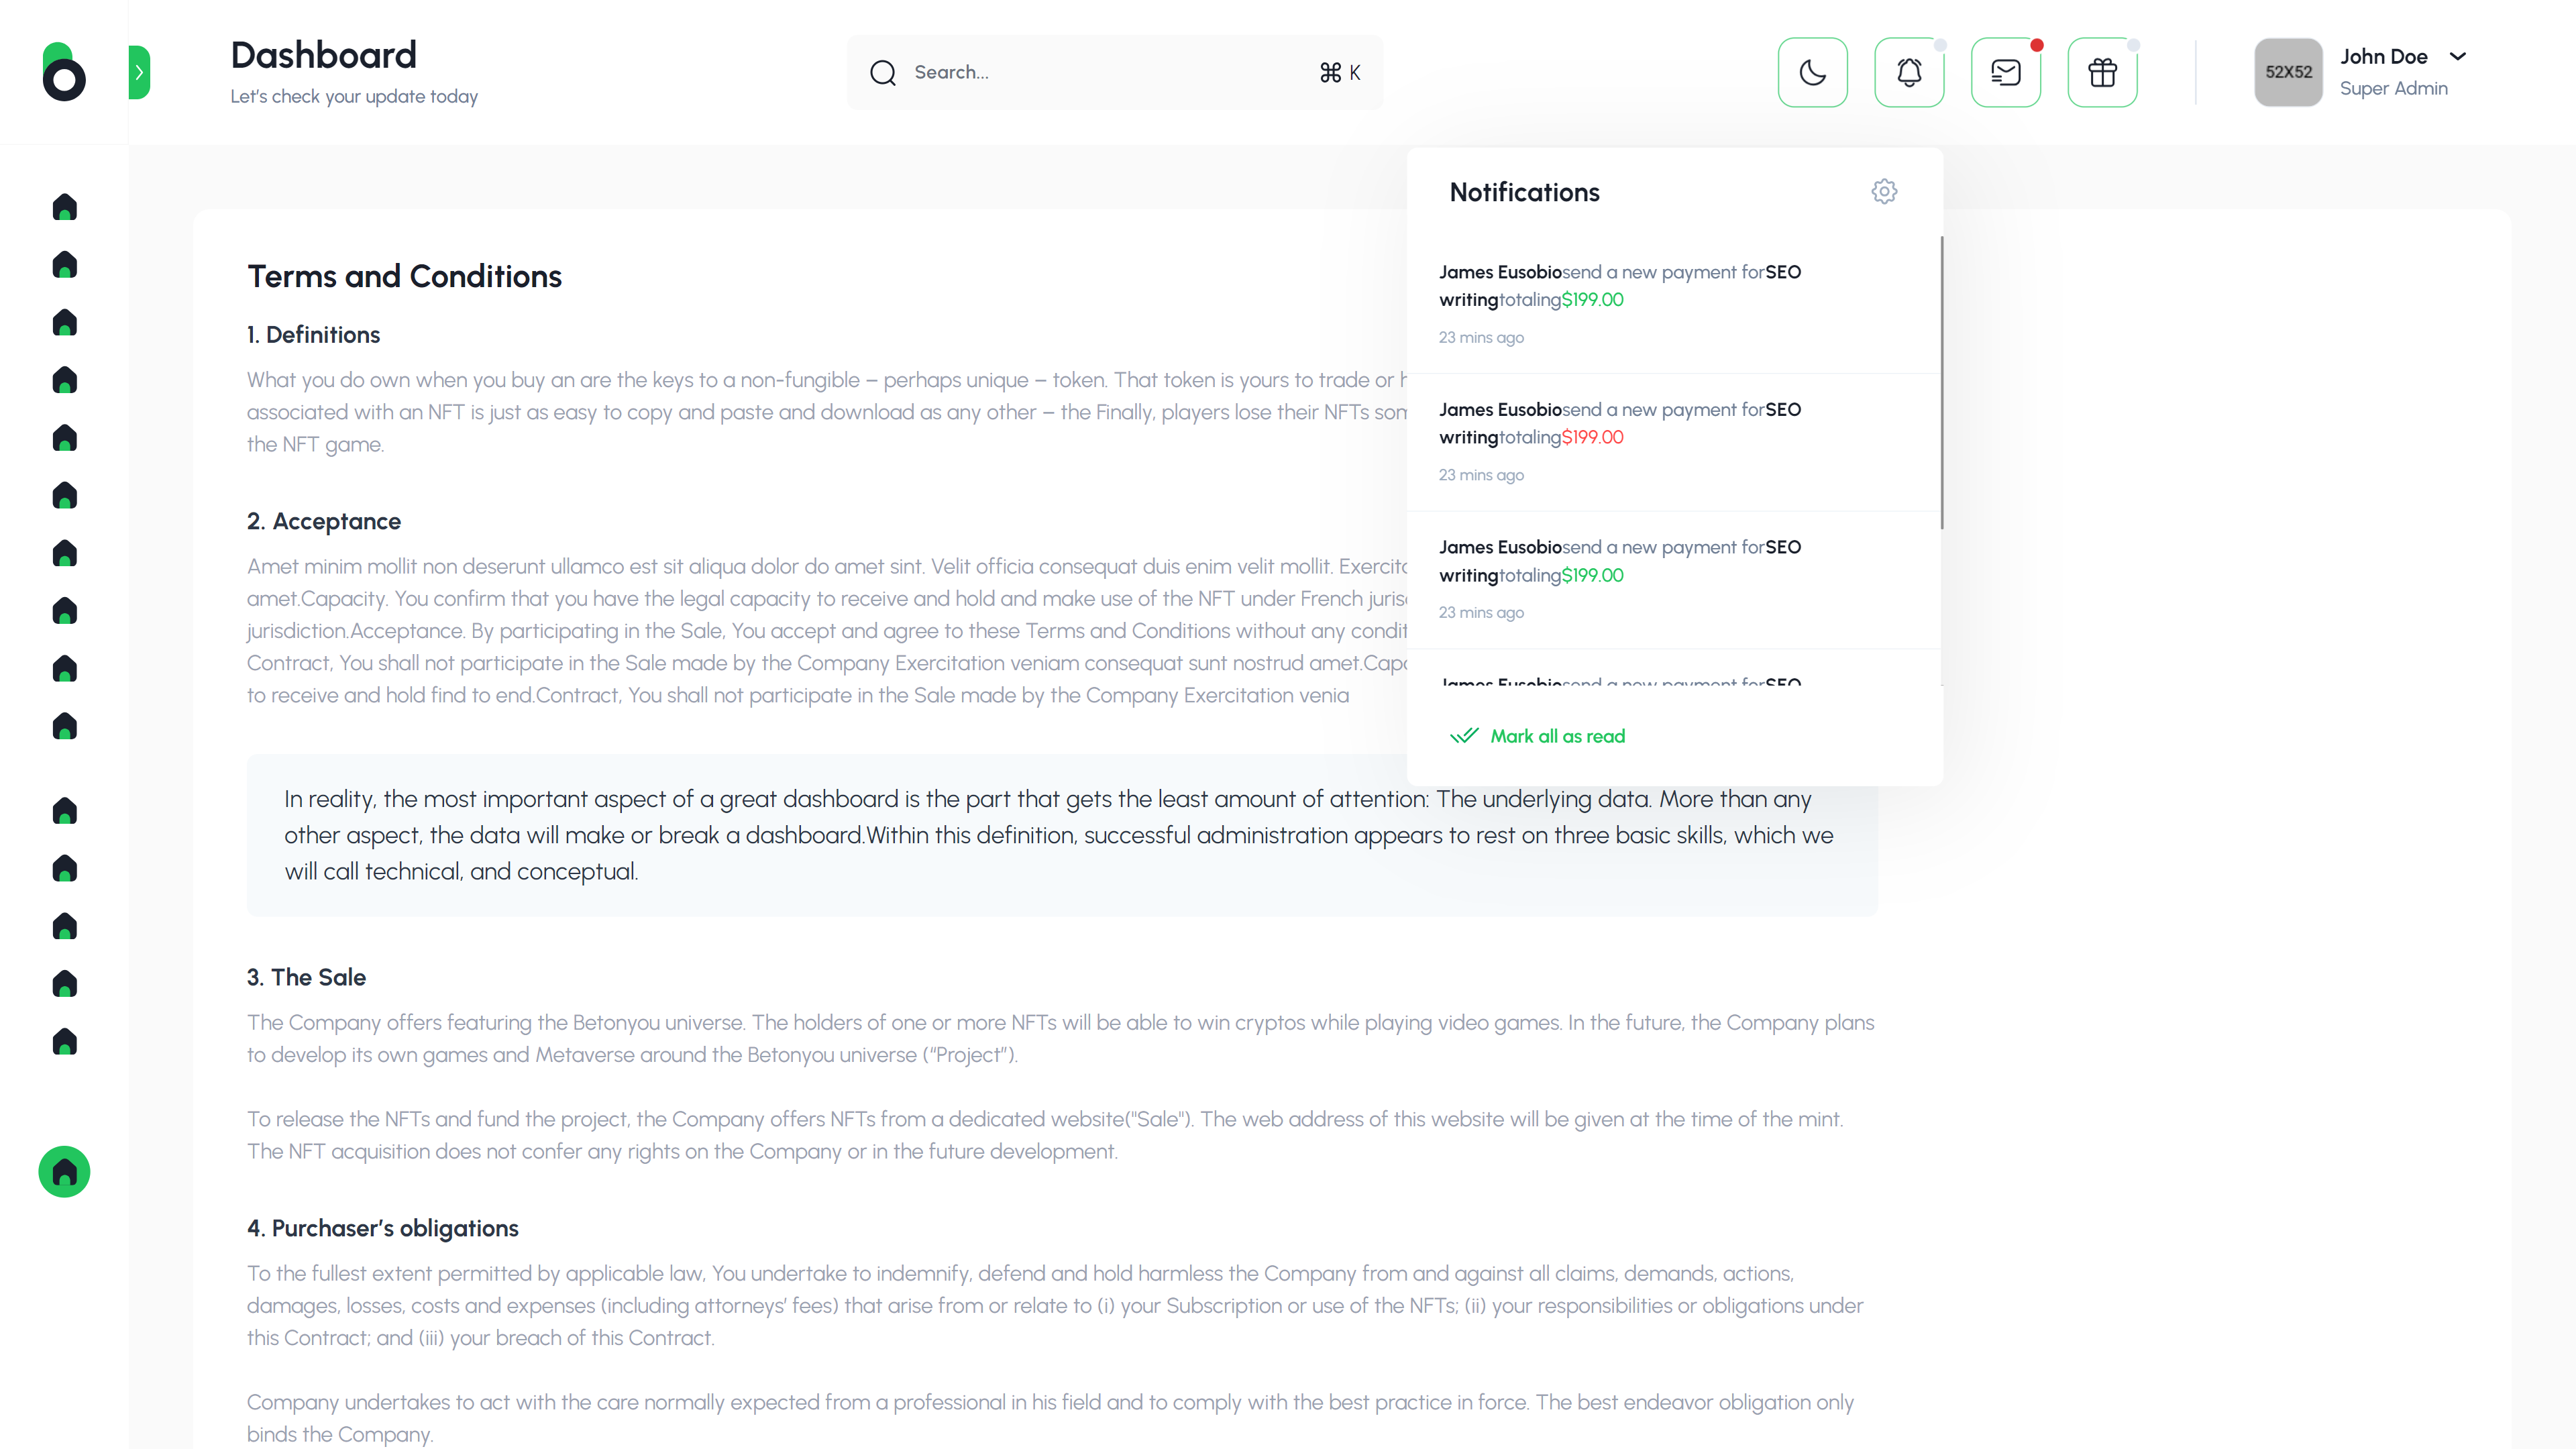 Dashboard
Let's check your update today
Search...
⌘ K
52X52
John Doe
Super Admin
Notifications
James Eusobiosend a new payment forSEO
writingtotaling$199.00
23 mins ago
James Eusobiosend a new payment forSEO
writingtotaling$199.00
23 mins ago
James Eusobiosend a new payment forSEO
writingtotaling$199.00
23 mins ago
James Eusobiosend a new payment forSEO
Mark all as read
Terms and Conditions
1. Definitions
What you do own when you buy an are the keys to a non-fungible – perhaps unique – token. That token is yours to trade or
associated with an NFT is just as easy to copy and paste and download as any other – the Finally, players lose their NFTs
the NFT game.
2. Acceptance
Amet minim mollit non deserunt ullamco est sit aliqua dolor do amet sint. Velit officia consequat duis enim velit mollit.
amet.Capacity. You confirm that you have the legal capacity to receive and hold and make use of the NFT under French
jurisdiction.Acceptance. By participating in the Sale, You accept and agree to these Terms and Conditions without any
Contract, You shall not participate in the Sale made by the Company Exercitation veniam consequat sunt nostrud
to receive and hold find to end.Contract, You shall not participate in the Sale made by the Company Exercitation venia
In reality, the most important aspect of a great dashboard is the part that gets the least amount of attention: The underlying data. More than any
other aspect, the data will make or break a dashboard.Within this definition, successful administration appears to rest on three basic skills, which we
will call technical, and conceptual.
3. The Sale
The Company offers featuring the Betonyou universe. The holders of one or more NFTs will be able to win cryptos while playing video games. In the future, the Company plans
to develop its own games and Metaverse around the Betonyou universe (“Project”).
To release the NFTs and fund the project, the Company offers NFTs from a dedicated website("Sale"). The web address of this website will be given at the time of the mint.
The NFT acquisition does not confer any rights on the Company or in the future development.
4. Purchaser’s obligations
To the fullest extent permitted by applicable law, You undertake to indemnify, defend and hold harmless the Company from and against all claims, demands, actions,
damages, losses, costs and expenses (including attorneys’ fees) that arise from or relate to (i) your Subscription or use of the NFTs; (ii) your responsibilities or obligations under
this Contract; and (iii) your breach of this Contract.
Company undertakes to act with the care normally expected from a professional in his field and to comply with the best practice in force. The best endeavor obligation only
binds the Company.